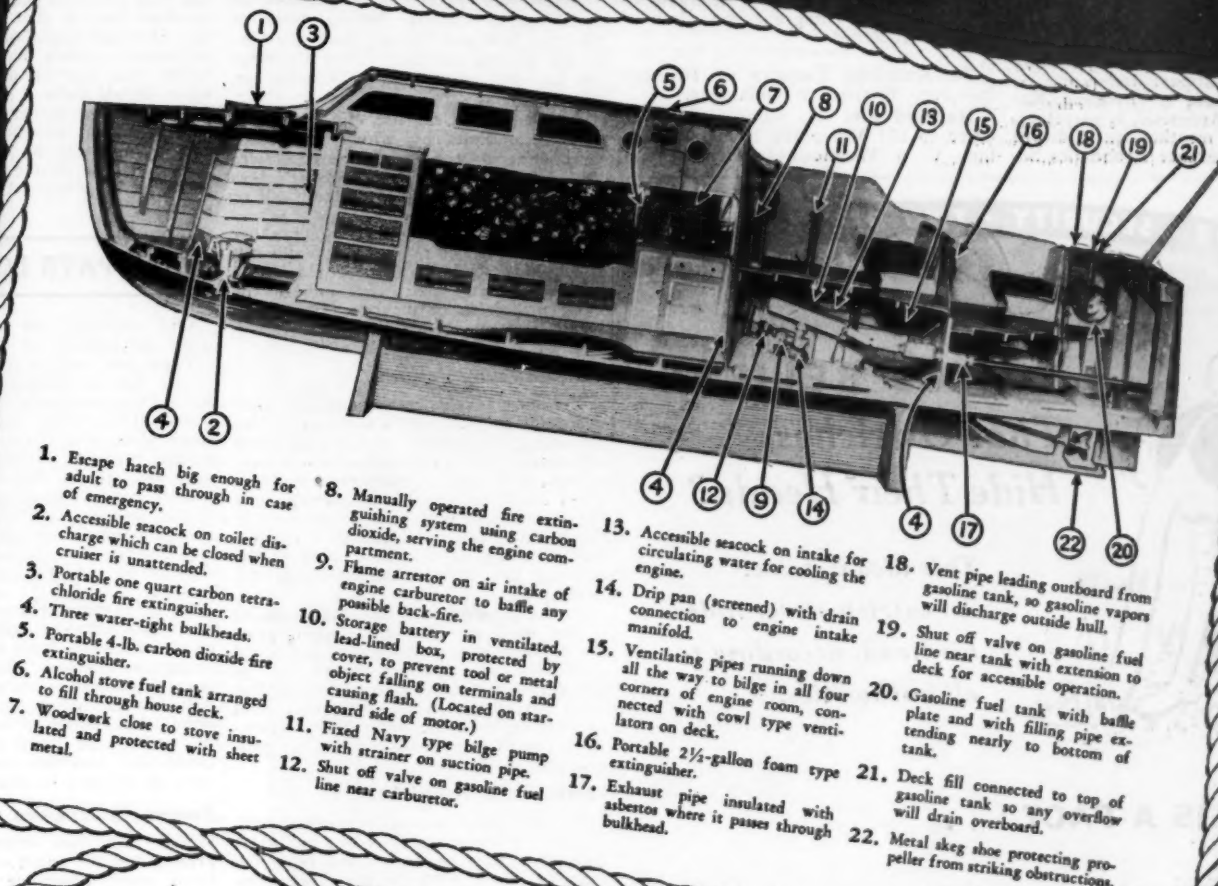 1 3 5 6 7 8 11 10 13 15 16 18 19 21
4 2 4 12 9 14 4 17 22 20
1. Escape hatch big enough for
adult to pass through in case
of emergency.
2. Accessible seacock on toilet dis-
charge which can be closed when
cruiser is unattended.
3. Portable one quart carbon tetra-
chloride fire extinguisher.
4. Three water-tight bulkheads.
5. Portable 4-lb. carbon dioxide fire
extinguisher.
6. Alcohol stove fuel tank arranged
to fill through house deck.
7. Woodwork close to stove insu-
lated and protected with sheet
metal.
8. Manually operated fire extin-
guishing system using carbon
dioxide, serving the engine com-
partment.
9. Flame arrestor on air intake of
engine carburetor to baffle any
possible back-fire.
10. Storage battery in ventilated,
lead-lined box, protected by
cover, to prevent tool or metal
object falling on terminals and
causing flash. (Located on star-
board side of motor.)
11. Fixed Navy type bilge pump
with strainer on suction pipe.
12. Shut off valve on gasoline fuel
line near carburetor.
13. Accessible seacock on intake for
circulating water for cooling the
engine.
14. Drip pan (screened) with drain
connection to engine intake
manifold.
15. Ventilating pipes running down
all the way to bilge in all four
corners of engine room, con-
nected with cowl type venti-
lators on deck.
16. Portable 2½-gallon foam type
extinguisher.
17. Exhaust pipe insulated with
asbestos where it passes through
bulkhead.
18. Vent pipe leading outboard from
gasoline tank, so gasoline vapors
will discharge outside hull.
19. Shut off valve on gasoline fuel
line near tank with extension to
deck for accessible operation.
20. Gasoline fuel tank with baffle
plate and with filling pipe ex-
tending nearly to bottom of
tank.
21. Deck fill connected to top of
gasoline tank so any overflow
will drain overboard.
22. Metal skeg shoe protecting pro-
peller from striking obstructions.